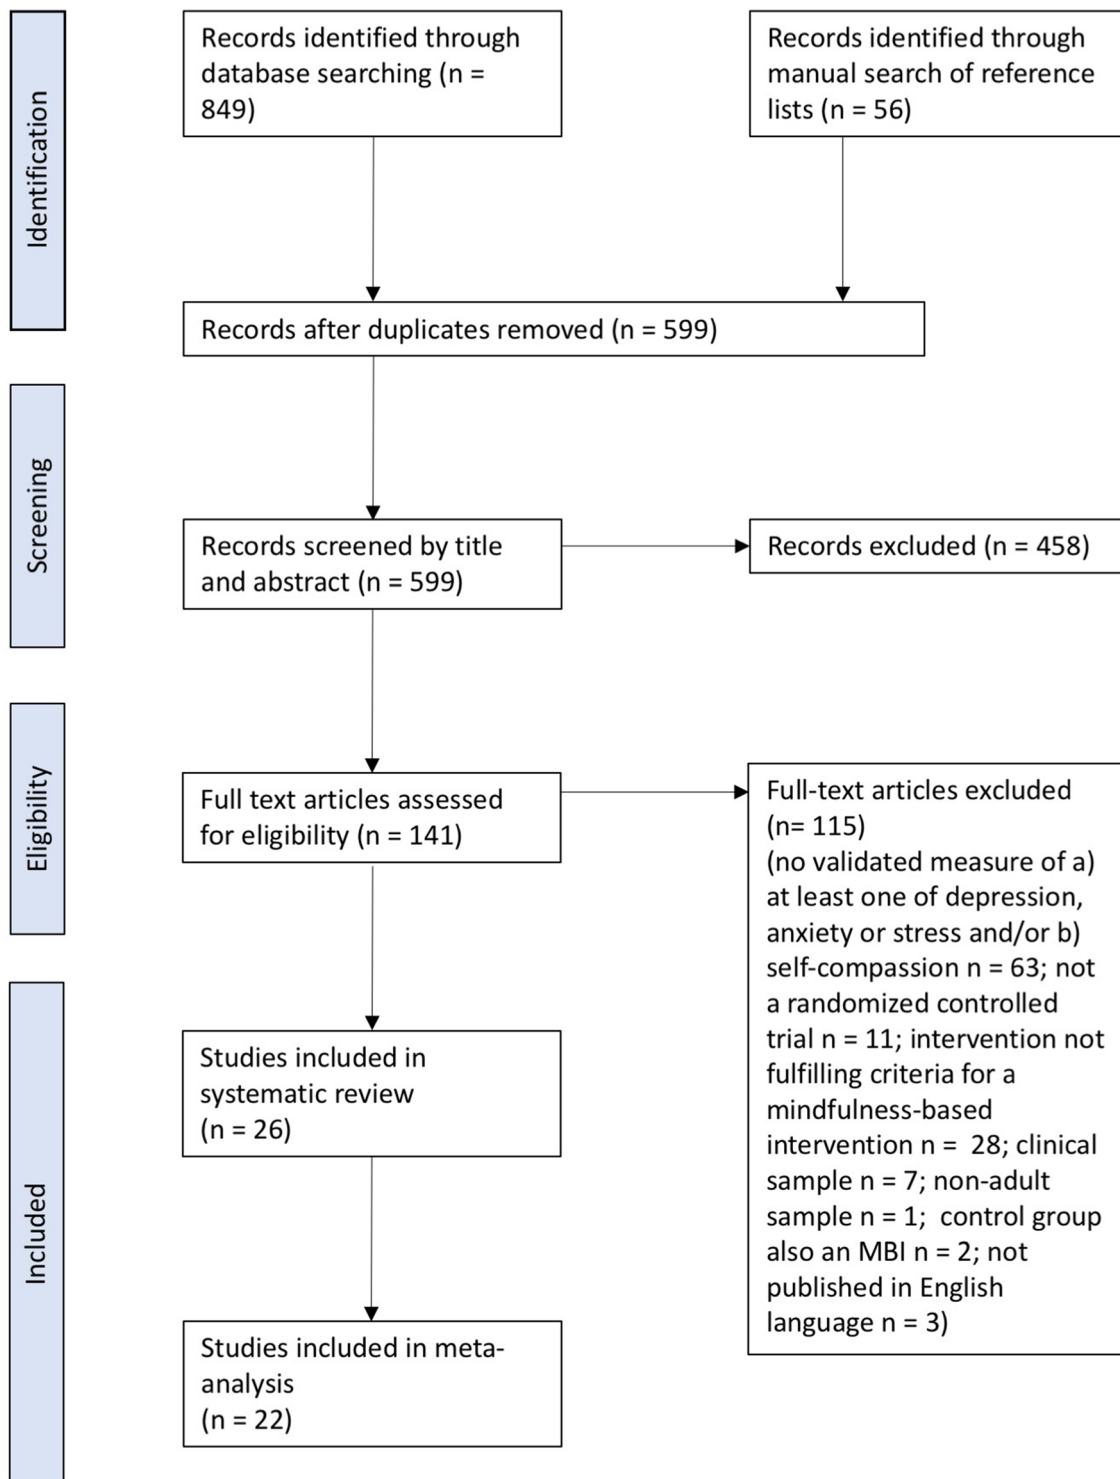 Identification
Records identified through
database searching (n =
849)
Records identified through
manual search of reference
lists (n = 56)
Records after duplicates removed (n = 599)
Screening
Records screened by title
and abstract (n = 599)
Records excluded (n = 458)
Eligibility
Full text articles assessed
for eligibility (n = 141)
Full-text articles excluded
(n= 115)
(no validated measure of a)
at least one of depression,
anxiety or stress and/or b)
self-compassion n = 63; not
a randomized controlled
trial n = 11; intervention not
fulfilling criteria for a
mindfulness-based
intervention n =  28; clinical
sample n = 7; non-adult
sample n = 1;  control group
also an MBI n = 2; not
published in English
language n = 3)
Included
Studies included in
systematic review
(n = 26)
Studies included in meta-
analysis
(n = 22)